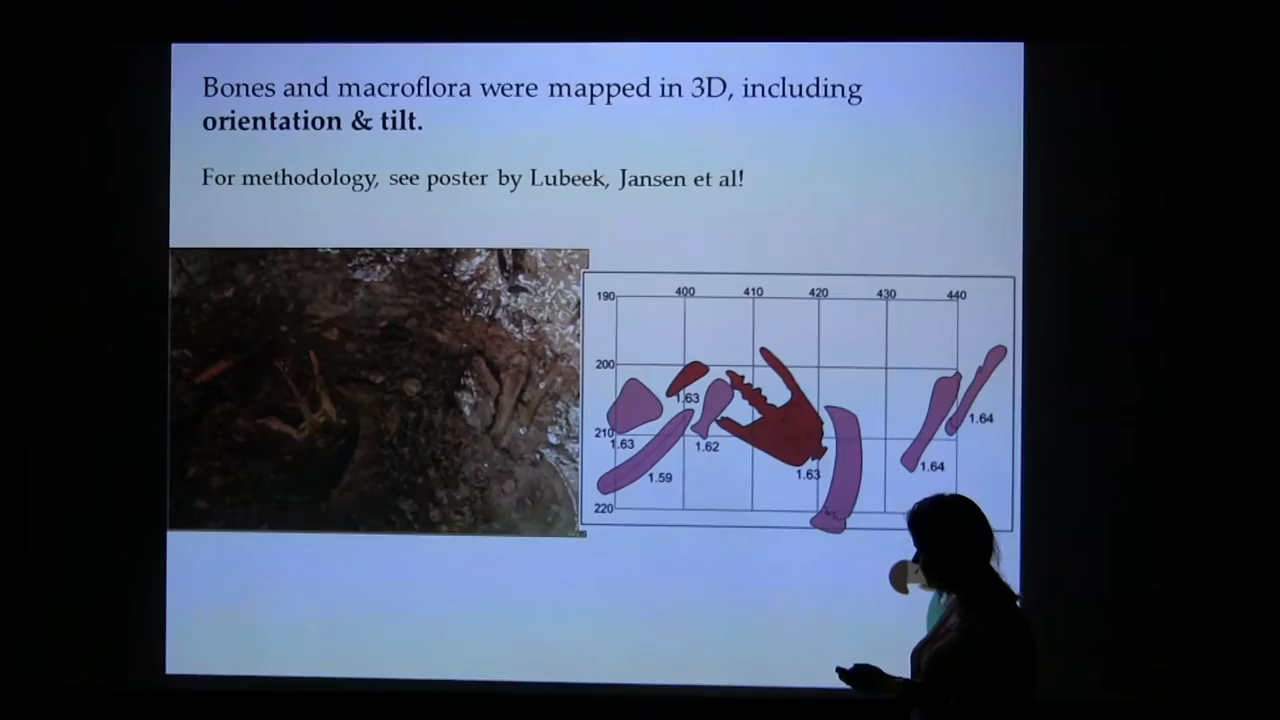 Bones and macroflora were mapped in 3D, including
orientation & tilt.
For methodology, see poster by Lubeek, Jansen et al!
400 410 420 430 440
190
200
1.63
210
1.63
1.62
1.64
1.59
1.63
1.64
220